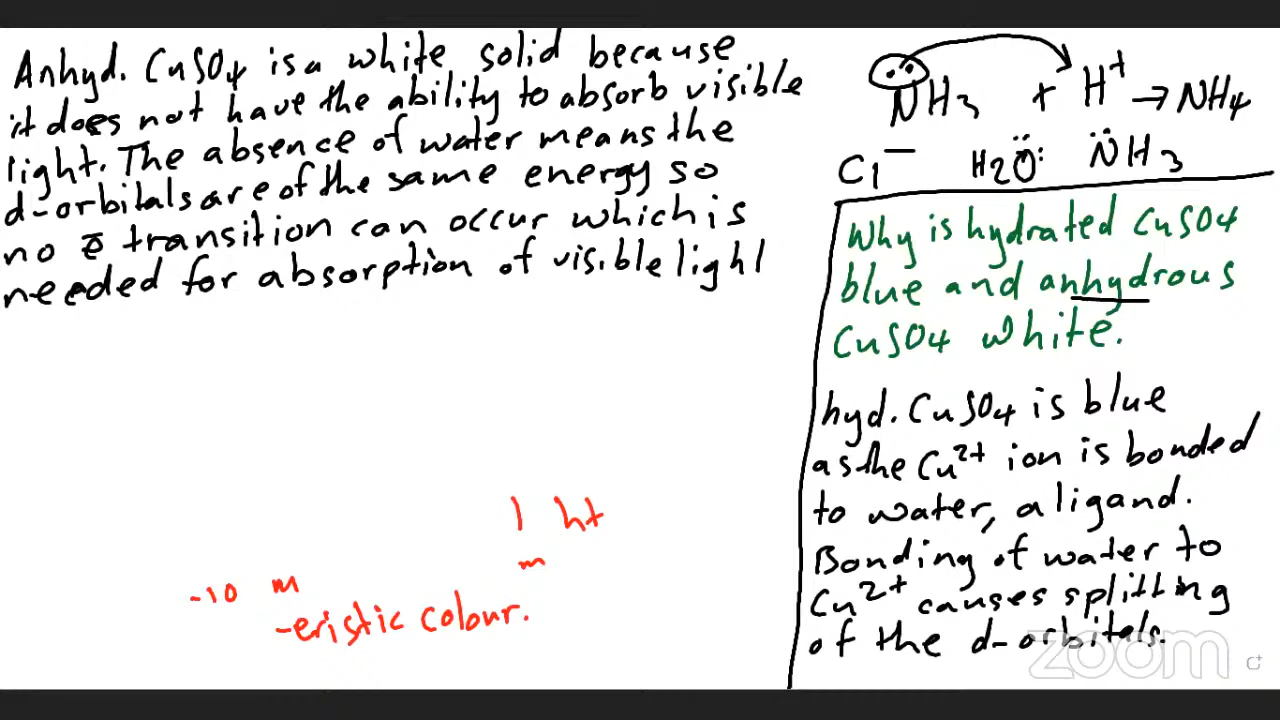 Anhyd. CuSO4 is a white solid because
it does not have the ability to absorb visible
light. The absence of water means the
d-orbitals are of the same energy so
no e transition can occur which is
needed for absorption of visible light
l ht
m
-10 m
-eristic colour.
NH3 + H+ → NH4
Cl− H2O: NH3
Why is hydrated CuSO4
blue and anhydrous
CuSO4 white.
hyd. CuSO4 is blue
as the Cu2+ ion is bonded
to water, a ligand.
Bonding of water to
Cu2+ causes splitting
of the d-orbitals.
zoom